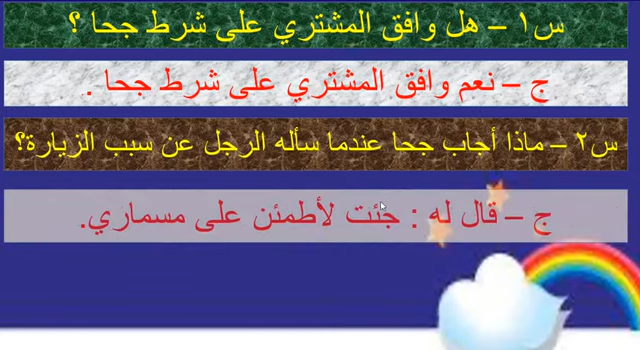 س١ – هل وافق المشتري على شرط جحا ؟
ج – نعم وافق المشتري على شرط جحا .
س٢ – ماذا أجاب جحا عندما سأله الرجل عن سبب الزيارة؟
ج – قال له : جئت لأطمئن على مسماري.